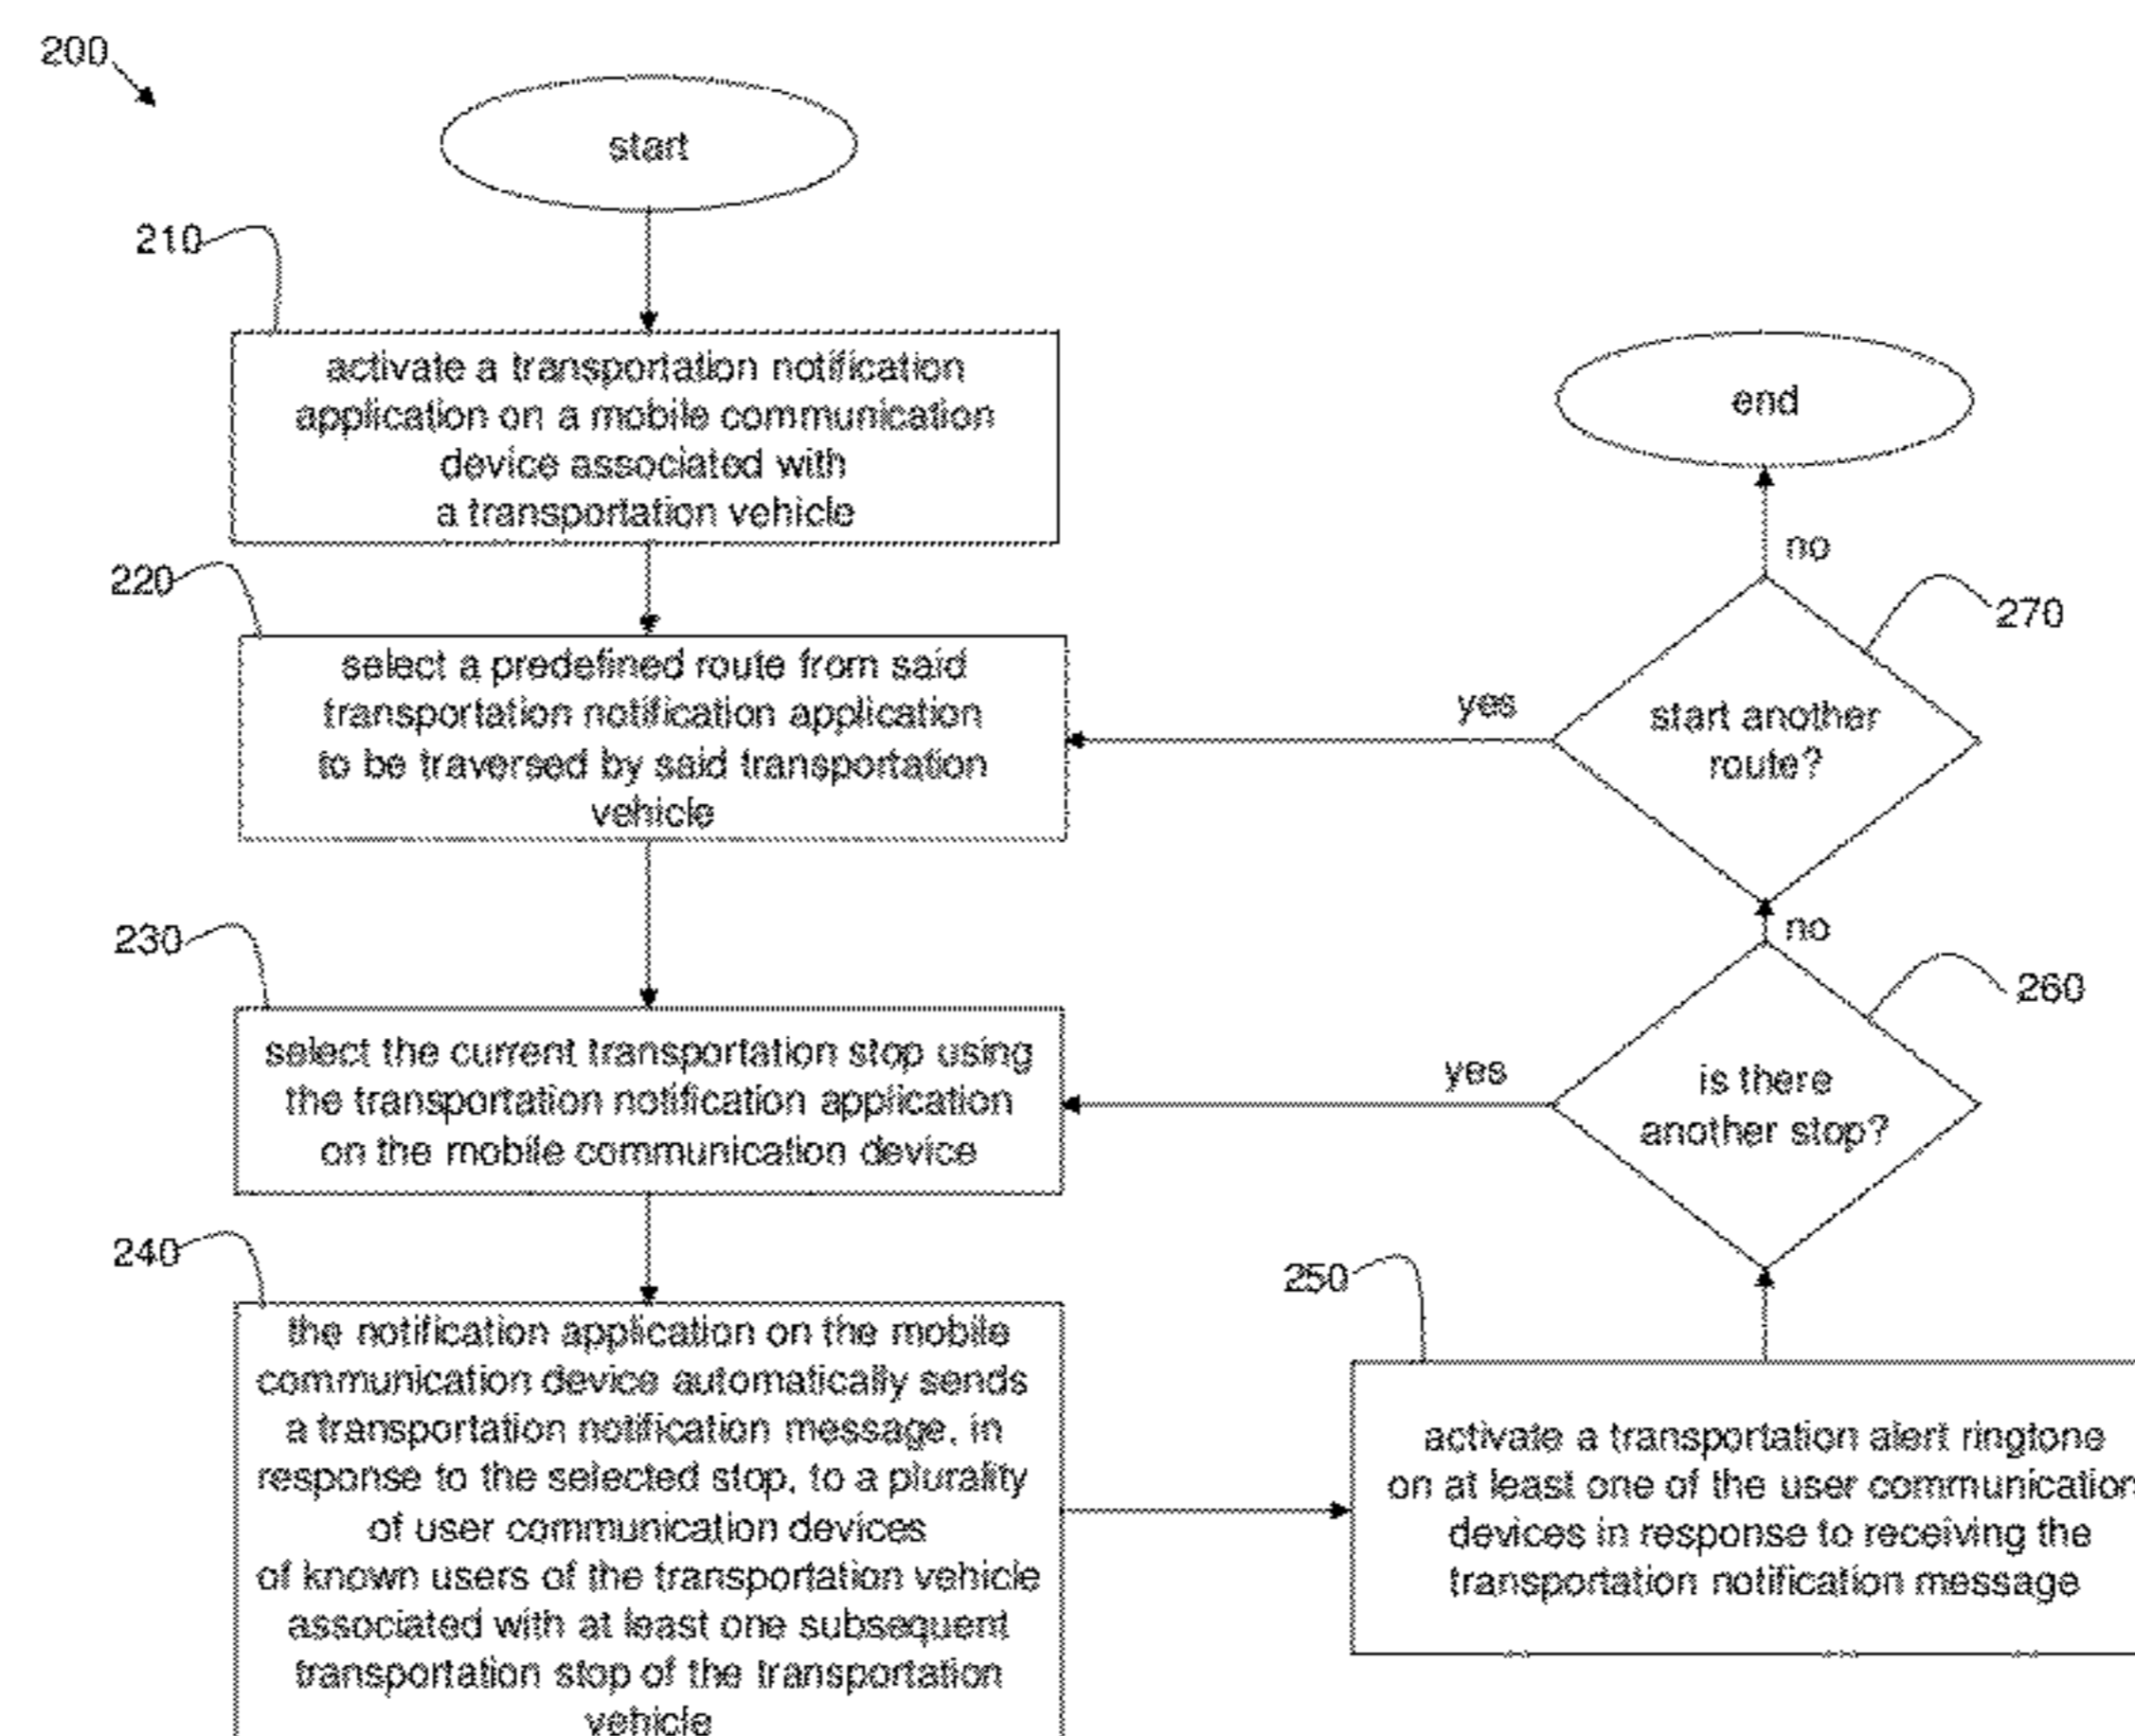 200
start
210
activate a transportation notification
application on a mobile communication
device associated with
a transportation vehicle
220
select a predefined route from said
transportation notification application
to be traversed by said transportation
vehicle
230
select the current transportation stop using
the transportation notification application
on the mobile communication device
240
the notification application on the mobile
communication device automatically sends
a transportation notification message, in
response to the selected stop, to a plurality
of user communication devices
of known users of the transportation vehicle
associated with at least one subsequent
transportation stop of the transportation
vehicle
end
no
270
yes
start another
route?
no
260
yes
is there
another stop?
250
activate a transportation alert ringtone
on at least one of the user communication
devices in response to receiving the
transportation notification message